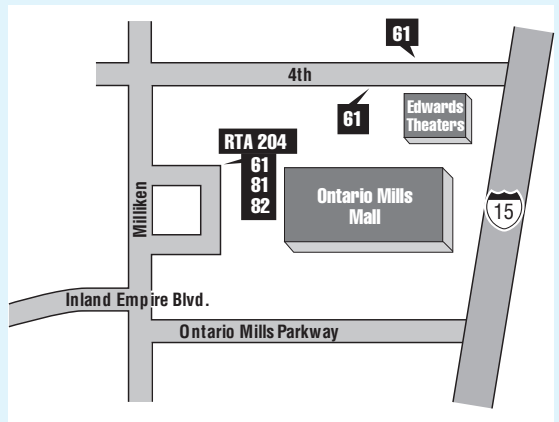 61
4th
61
Edwards
Theaters
RTA 204
61
81
82
Ontario Mills
Mall
Milliken
15
Inland Empire Blvd.
Ontario Mills Parkway